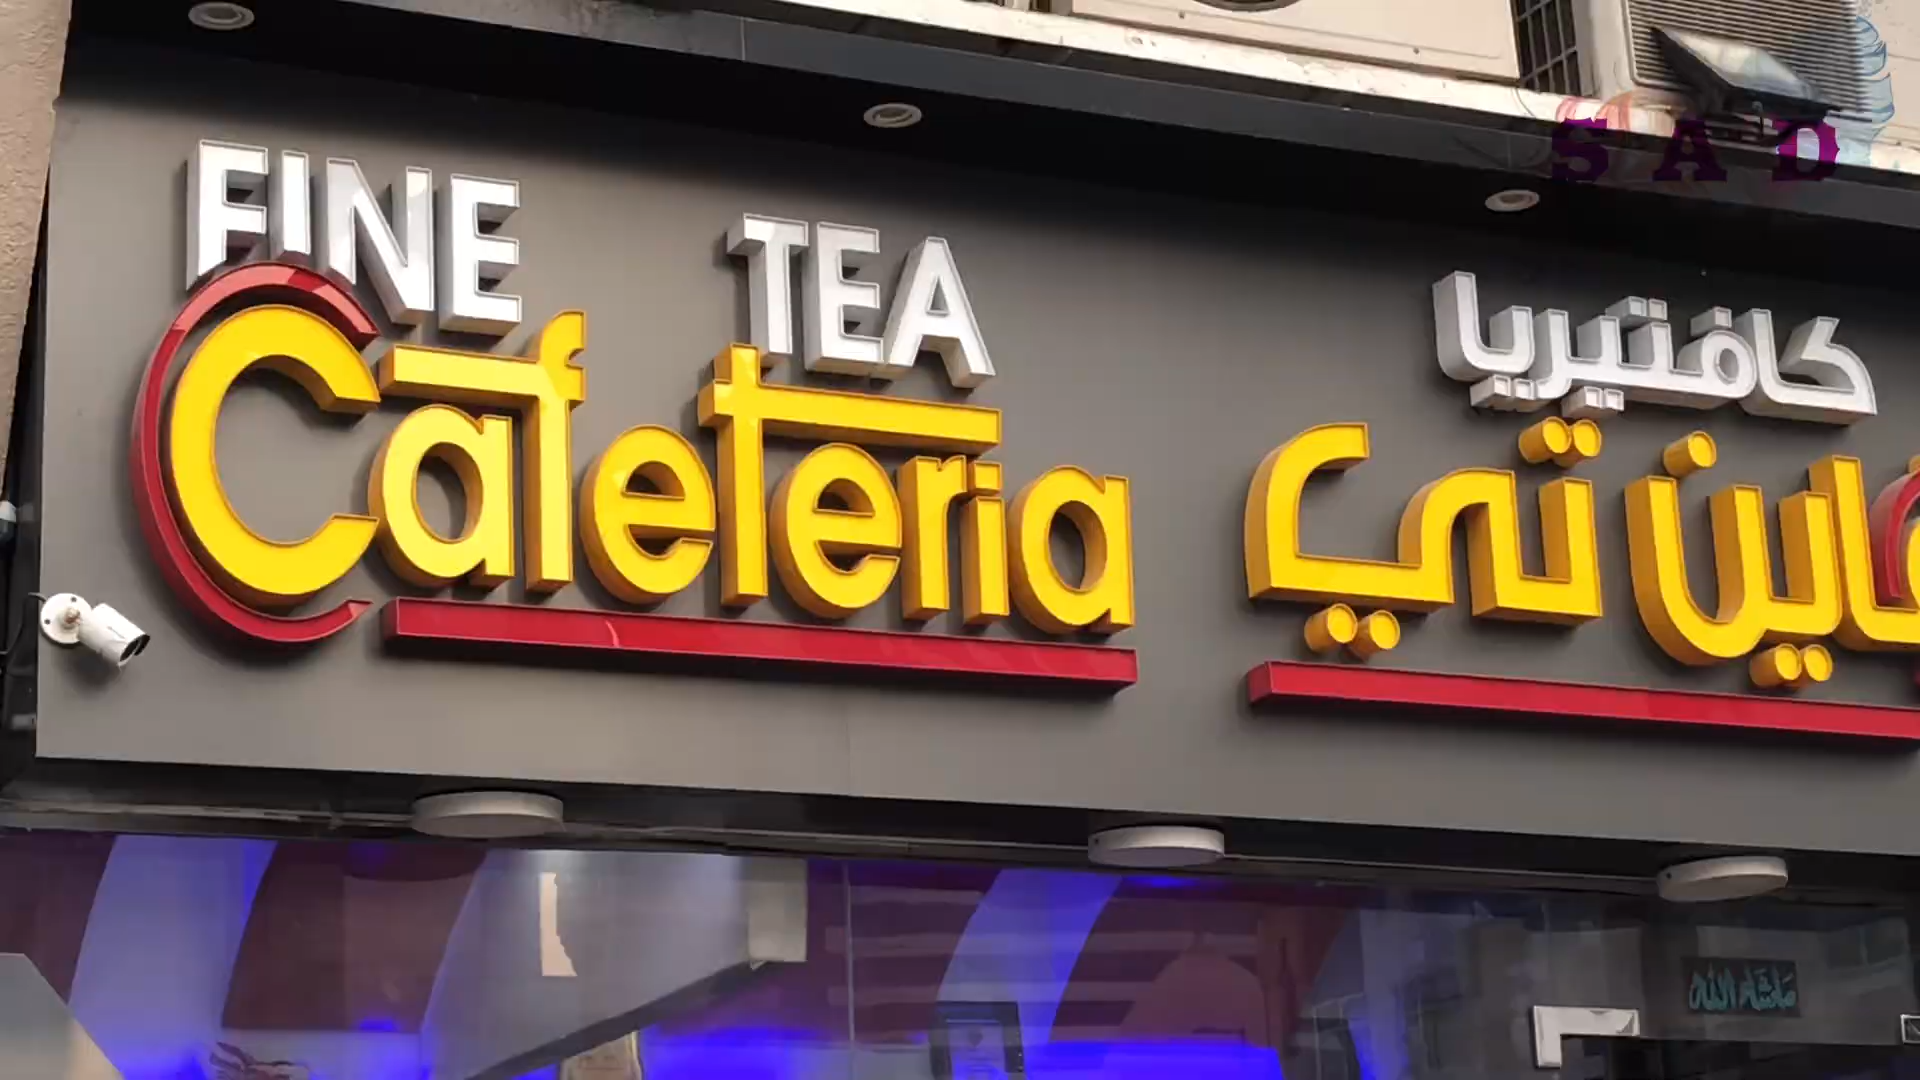 S A D
FINE TEA
Cafeteria
كافتيريا
فاين تي
ماشاء الله